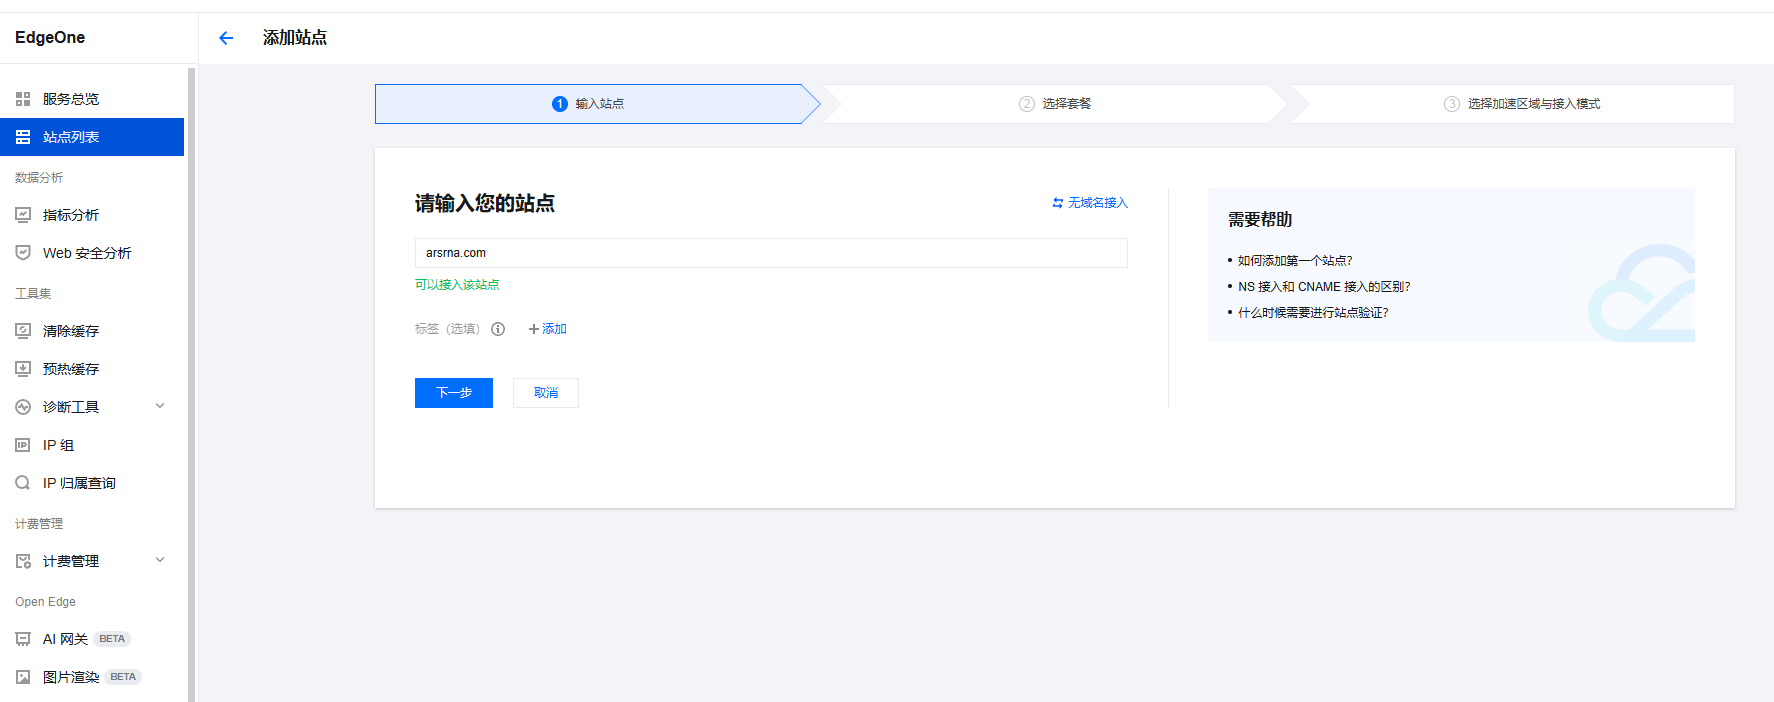 EdgeOne
添加站点
服务总览
站点列表
数据分析
指标分析
Web 安全分析
工具集
清除缓存
预热缓存
诊断工具
IP 组
IP 归属查询
计费管理
计费管理
Open Edge
AI 网关 BETA
图片渲染 BETA
1 输入站点
2 选择套餐
3 选择加速区域与接入模式
请输入您的站点
无域名接入
arsrna.com
可以接入该站点
标签（选填） + 添加
下一步 取消
需要帮助
• 如何添加第一个站点?
• NS 接入和 CNAME 接入的区别?
• 什么时候需要进行站点验证?